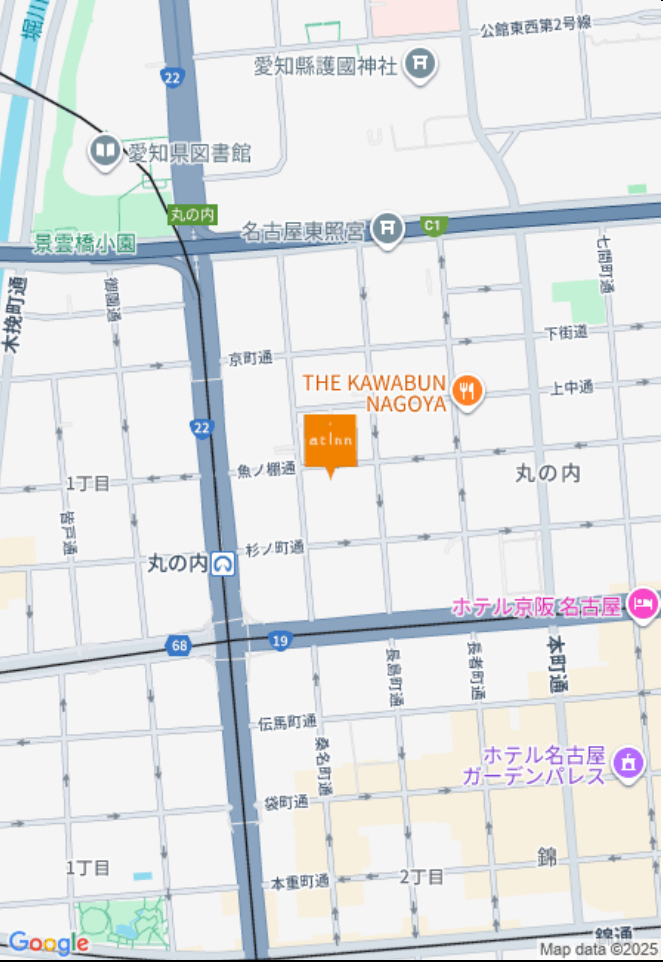 公館東西第2号線
堀川
愛知縣護國神社
22
愛知県図書館
丸の内
C1
名古屋東照宮
景雲橋小園
七間町通
木挽町通
御園通
下街道
京町通
THE KAWABUN
NAGOYA
上中通
at Inn
22
魚ノ棚通
丸の内
1丁目
皆戸通
杉ノ町通
丸の内
ホテル京阪 名古屋
68
19
本町通
長島町通
長者町通
伝馬町通
桑名町通
ホテル名古屋
ガーデンパレス
袋町通
錦
1丁目
本重町通
2丁目
錦通
Google
Map data ©2025